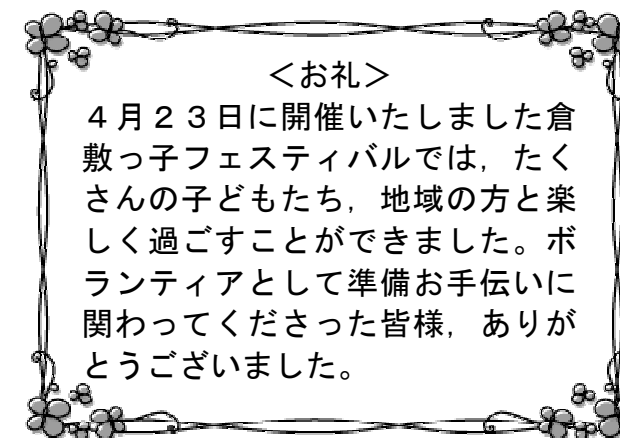 ＜お礼＞
４月２３日に開催いたしました倉
敷っ子フェスティバルでは，たく
さんの子どもたち，地域の方と楽
しく過ごすことができました。ボ
ランティアとして準備お手伝いに
関わってくださった皆様，ありが
とうございました。